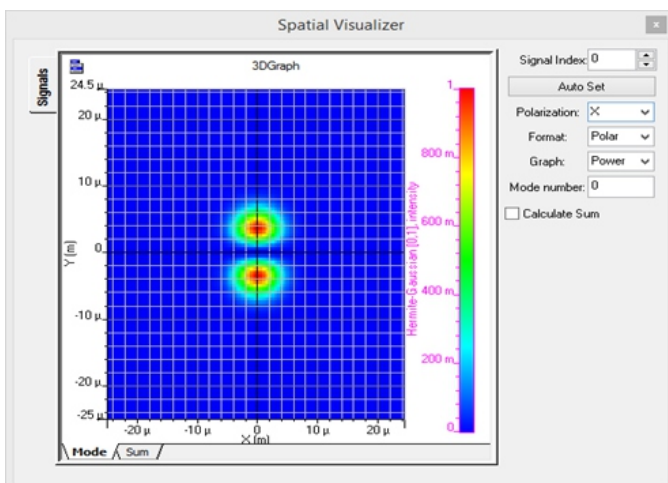 Spatial Visualizer
x
Signals
3DGraph
24.5 µ
20 µ
10 µ
0
-10 µ
-20 µ
-25 µ
Y (m)
-20 µ
-10 µ
0
10 µ
20 µ
X (m)
1
800 m
600 m
400 m
200 m
0
Hermite-Gaussian [0,1], intensity
Mode
Sum
Signal Index: 0
Auto Set
Polarization: X
Format: Polar
Graph: Power
Mode number: 0
Calculate Sum